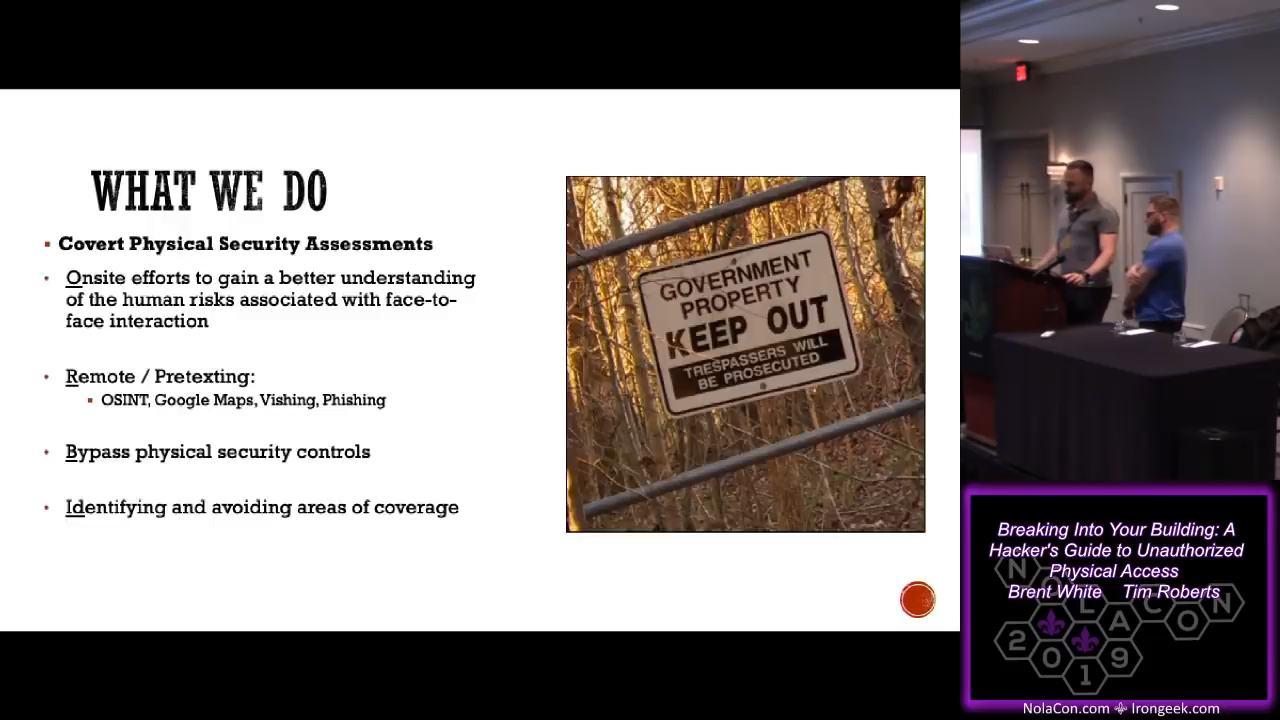 WHAT WE DO
Covert Physical Security Assessments
Onsite efforts to gain a better understanding
of the human risks associated with face-to-
face interaction
Remote / Pretexting:
OSINT, Google Maps, Vishing, Phishing
Bypass physical security controls
Identifying and avoiding areas of coverage
GOVERNMENT
PROPERTY
KEEP OUT
TRESPASSERS WILL
BE PROSECUTED
Breaking Into Your Building: A
Hacker's Guide to Unauthorized
Physical Access
Brent White Tim Roberts
NOLACON
2019
NolaCon.com Irongeek.com